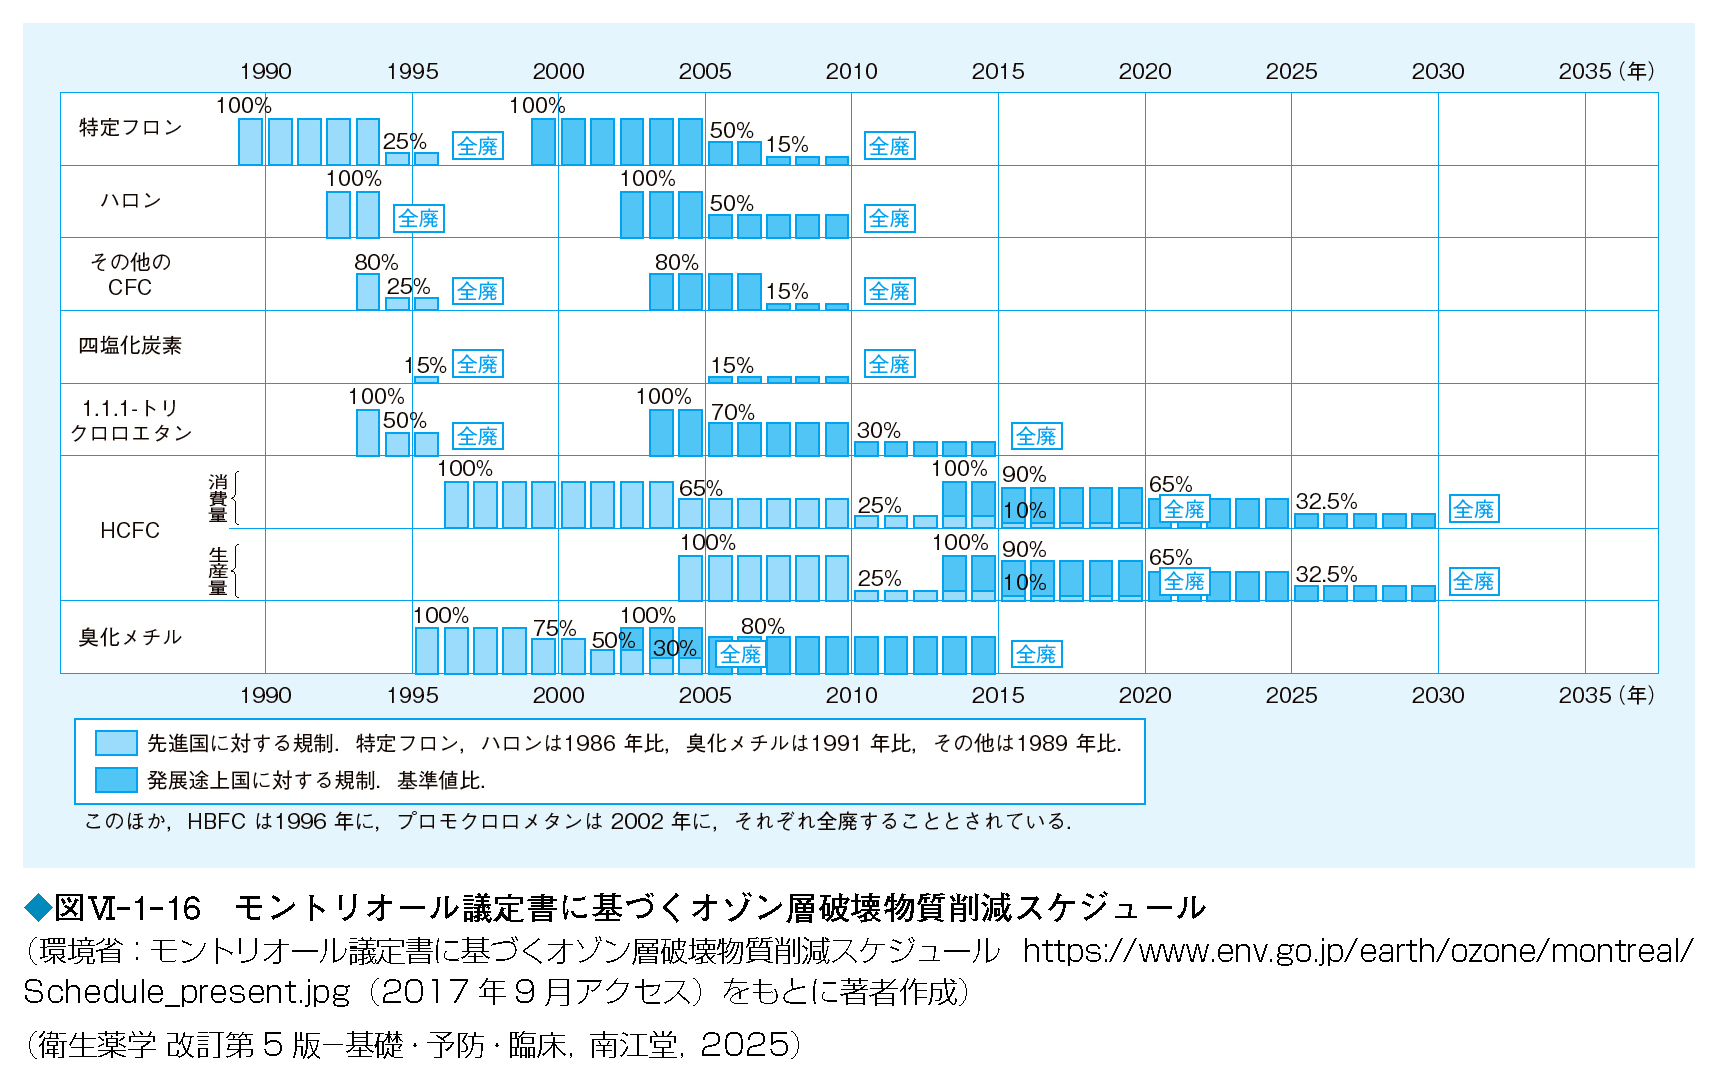 1990 1995 2000 2005 2010 2015 2020 2025 2030 2035（年）
特定フロン 100% 25% 全廃 100% 50% 15% 全廃
ハロン 100% 全廃 100% 50% 全廃
その他の
CFC 80% 25% 全廃 80% 15% 全廃
四塩化炭素 15% 全廃 15% 全廃
1.1.1-トリ
クロロエタン 100% 50% 全廃 100% 70% 30% 全廃
HCFC
消費量 100% 65% 25% 100% 90% 10% 65% 全廃 32.5% 全廃
生産量 100% 25% 100% 90% 10% 65% 全廃 32.5% 全廃
臭化メチル 100% 75% 50% 100% 30% 全廃 80% 全廃
1990 1995 2000 2005 2010 2015 2020 2025 2030 2035（年）
先進国に対する規制．特定フロン，ハロンは1986 年比，臭化メチルは1991 年比，その他は1989 年比．
発展途上国に対する規制．基準値比．
このほか，HBFC は1996 年に，ブロモクロロメタンは 2002 年に，それぞれ全廃することとされている．
◆図Ⅵ-1-16　モントリオール議定書に基づくオゾン層破壊物質削減スケジュール
（環境省：モントリオール議定書に基づくオゾン層破壊物質削減スケジュール　https://www.env.go.jp/earth/ozone/montreal/
Schedule_present.jpg（2017 年 9 月アクセス）をもとに著者作成）
（衛生薬学 改訂第 5 版−基礎・予防・臨床，南江堂，2025）